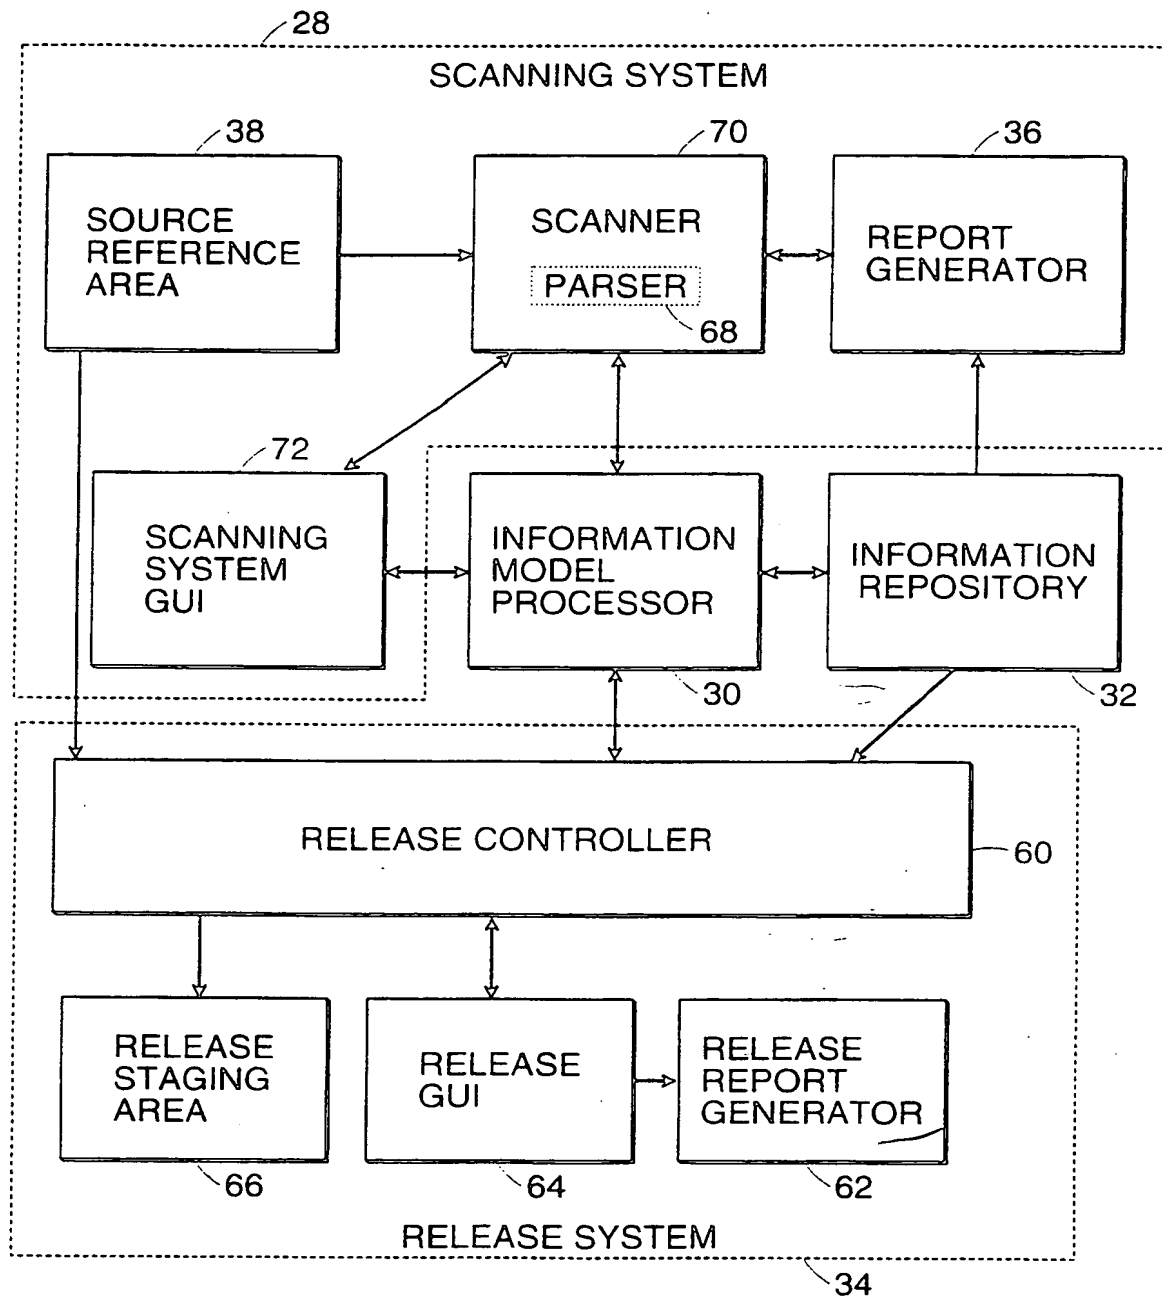 28
SCANNING SYSTEM
38
70
36
SOURCE
REFERENCE
AREA
SCANNER
PARSER
68
REPORT
GENERATOR
72
SCANNING
SYSTEM
GUI
INFORMATION
MODEL
PROCESSOR
INFORMATION
REPOSITORY
30
32
RELEASE CONTROLLER
60
RELEASE
STAGING
AREA
RELEASE
GUI
RELEASE
REPORT
GENERATOR
66
64
62
RELEASE SYSTEM
34